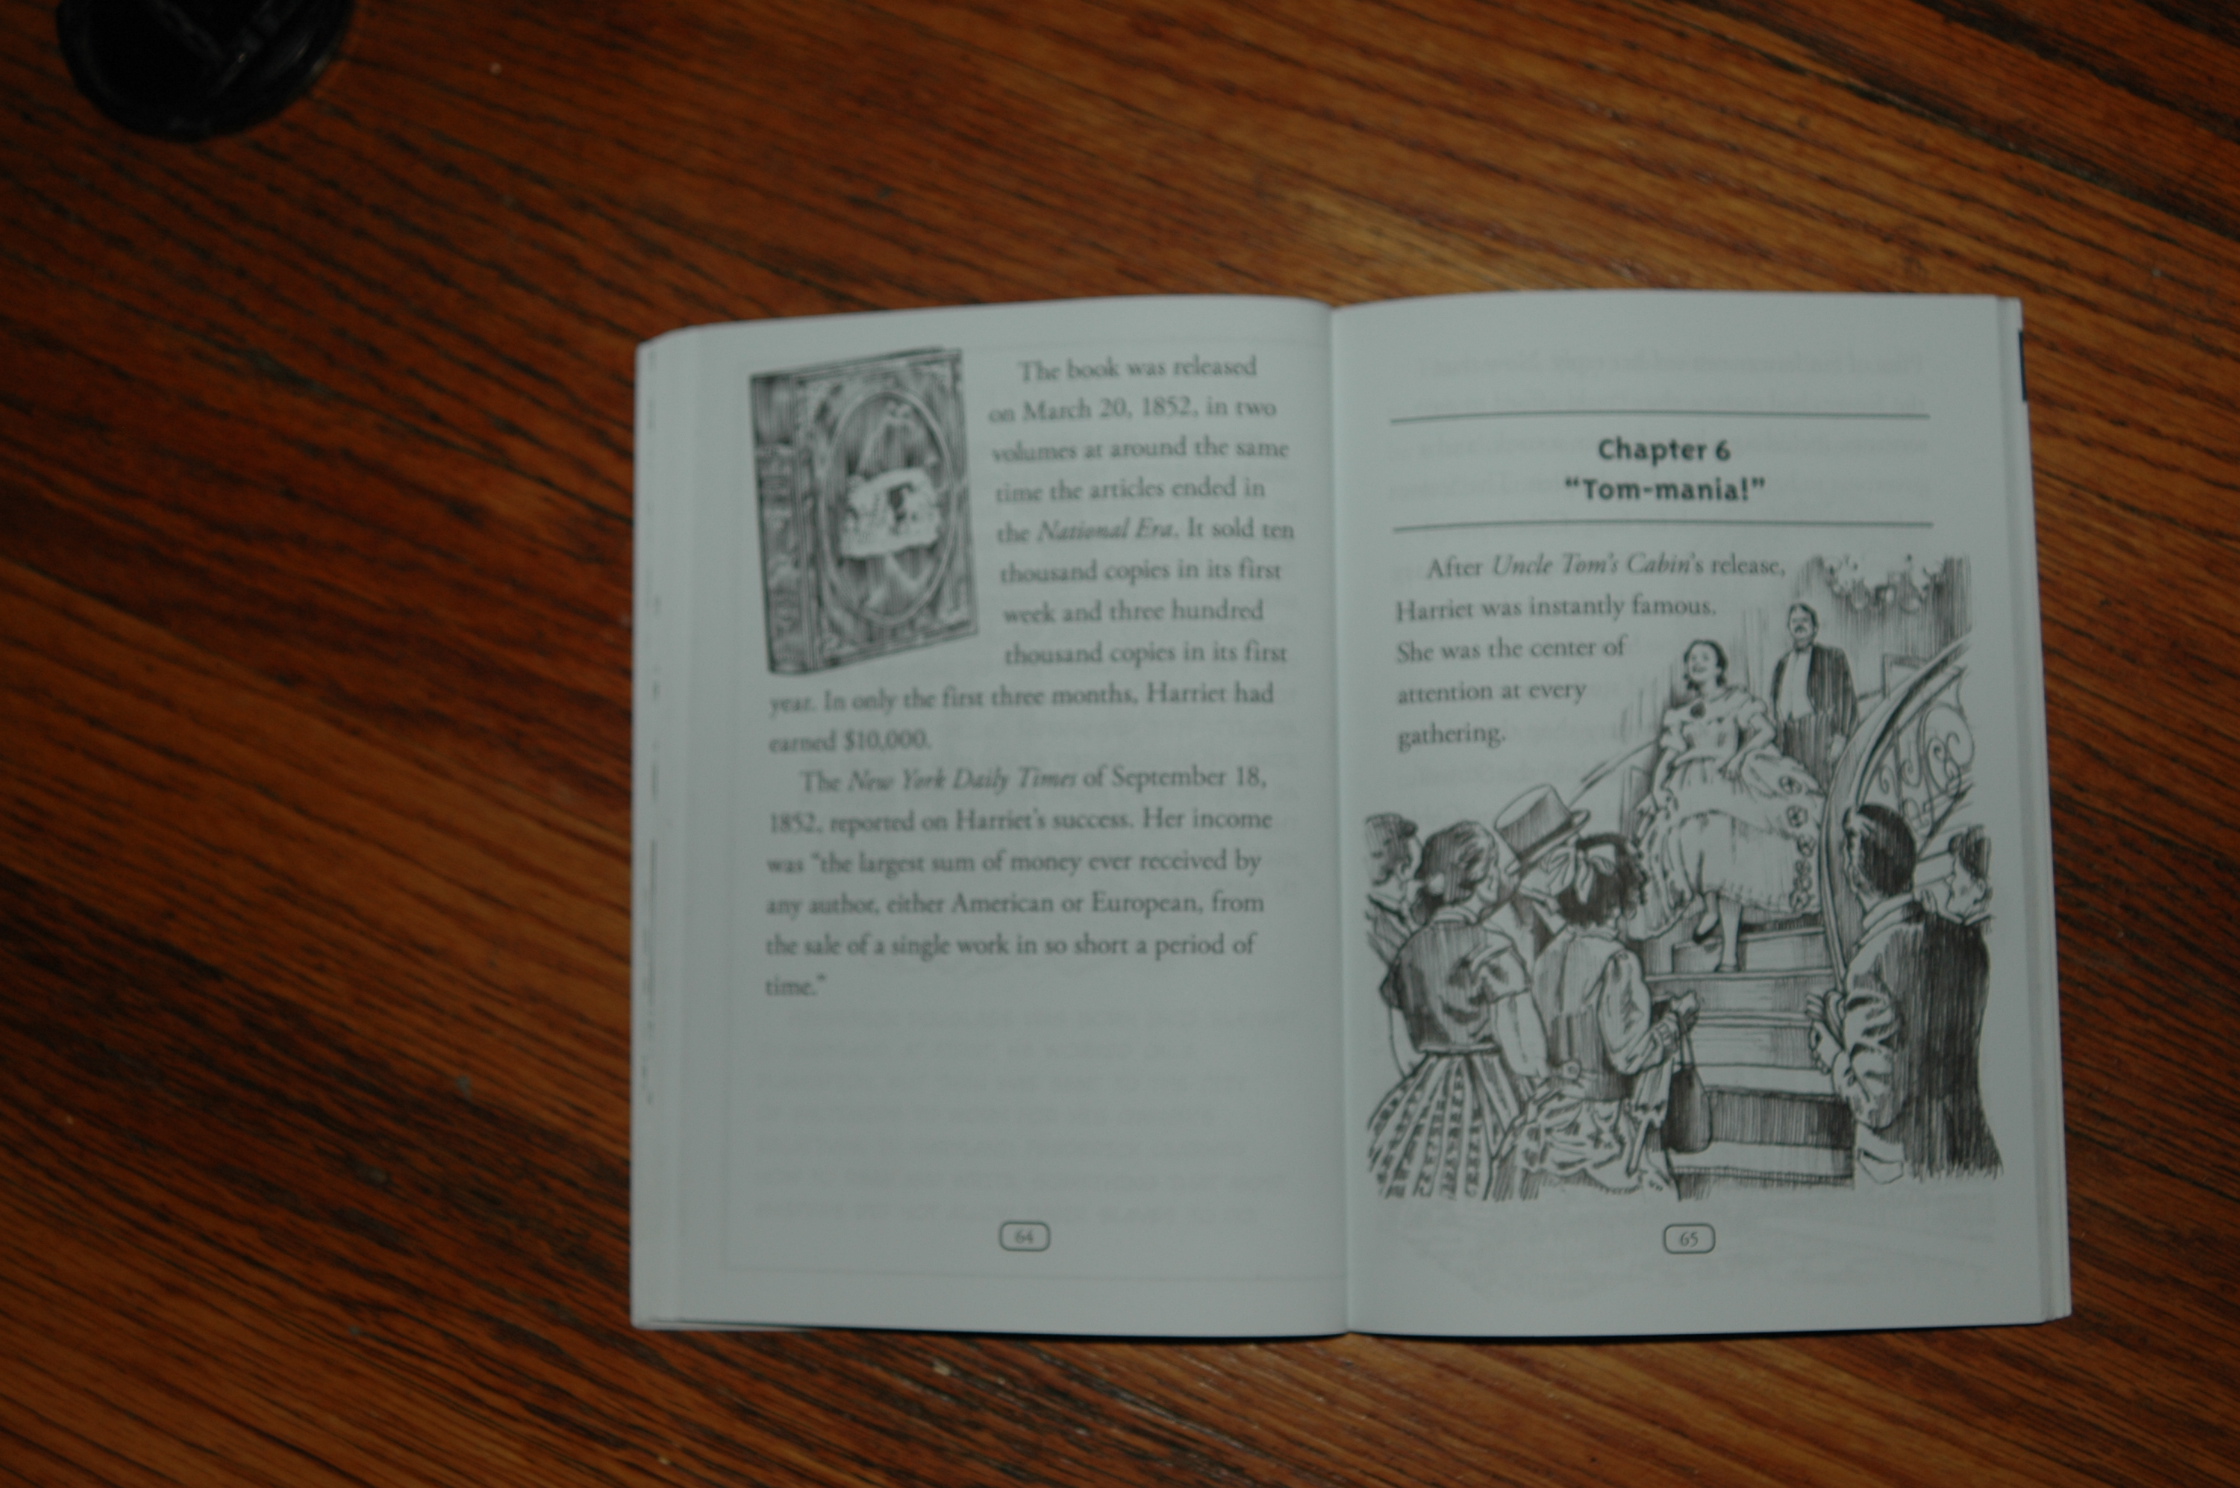 The book was released
on March 20, 1852, in two
volumes at around the same
time the articles ended in
the National Era. It sold ten
thousand copies in its first
week and three hundred
thousand copies in its first
year. In only the first three months, Harriet had
earned $10,000.
The New York Daily Times of September 18,
1852, reported on Harriet's success. Her income
was "the largest sum of money ever received by
any author, either American or European, from
the sale of a single work in so short a period of
time."
64
Chapter 6
“Tom-mania!”
After Uncle Tom's Cabin's release,
Harriet was instantly famous.
She was the center of
attention at every
gathering.
65